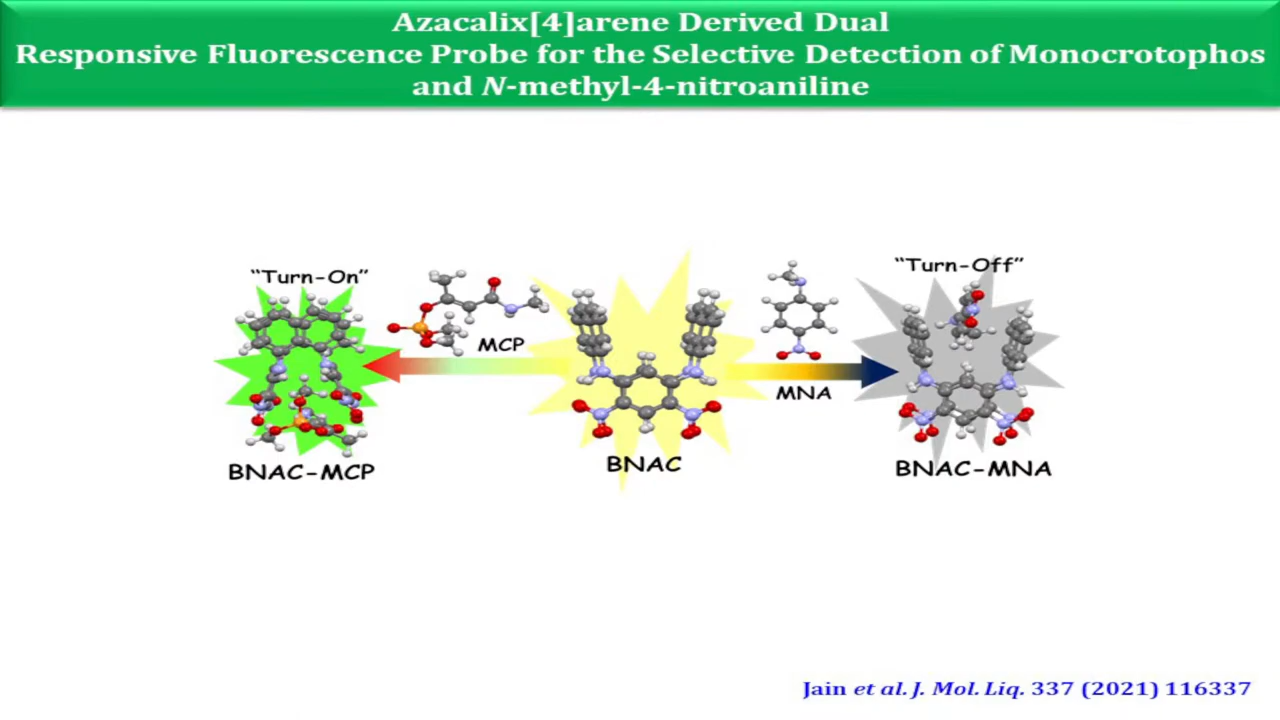 Azacalix[4]arene Derived Dual
Responsive Fluorescence Probe for the Selective Detection of Monocrotophos
and N-methyl-4-nitroaniline
“Turn-On”
MCP
“Turn-Off”
MNA
BNAC-MCP
BNAC
BNAC-MNA
Jain et al. J. Mol. Liq. 337 (2021) 116337